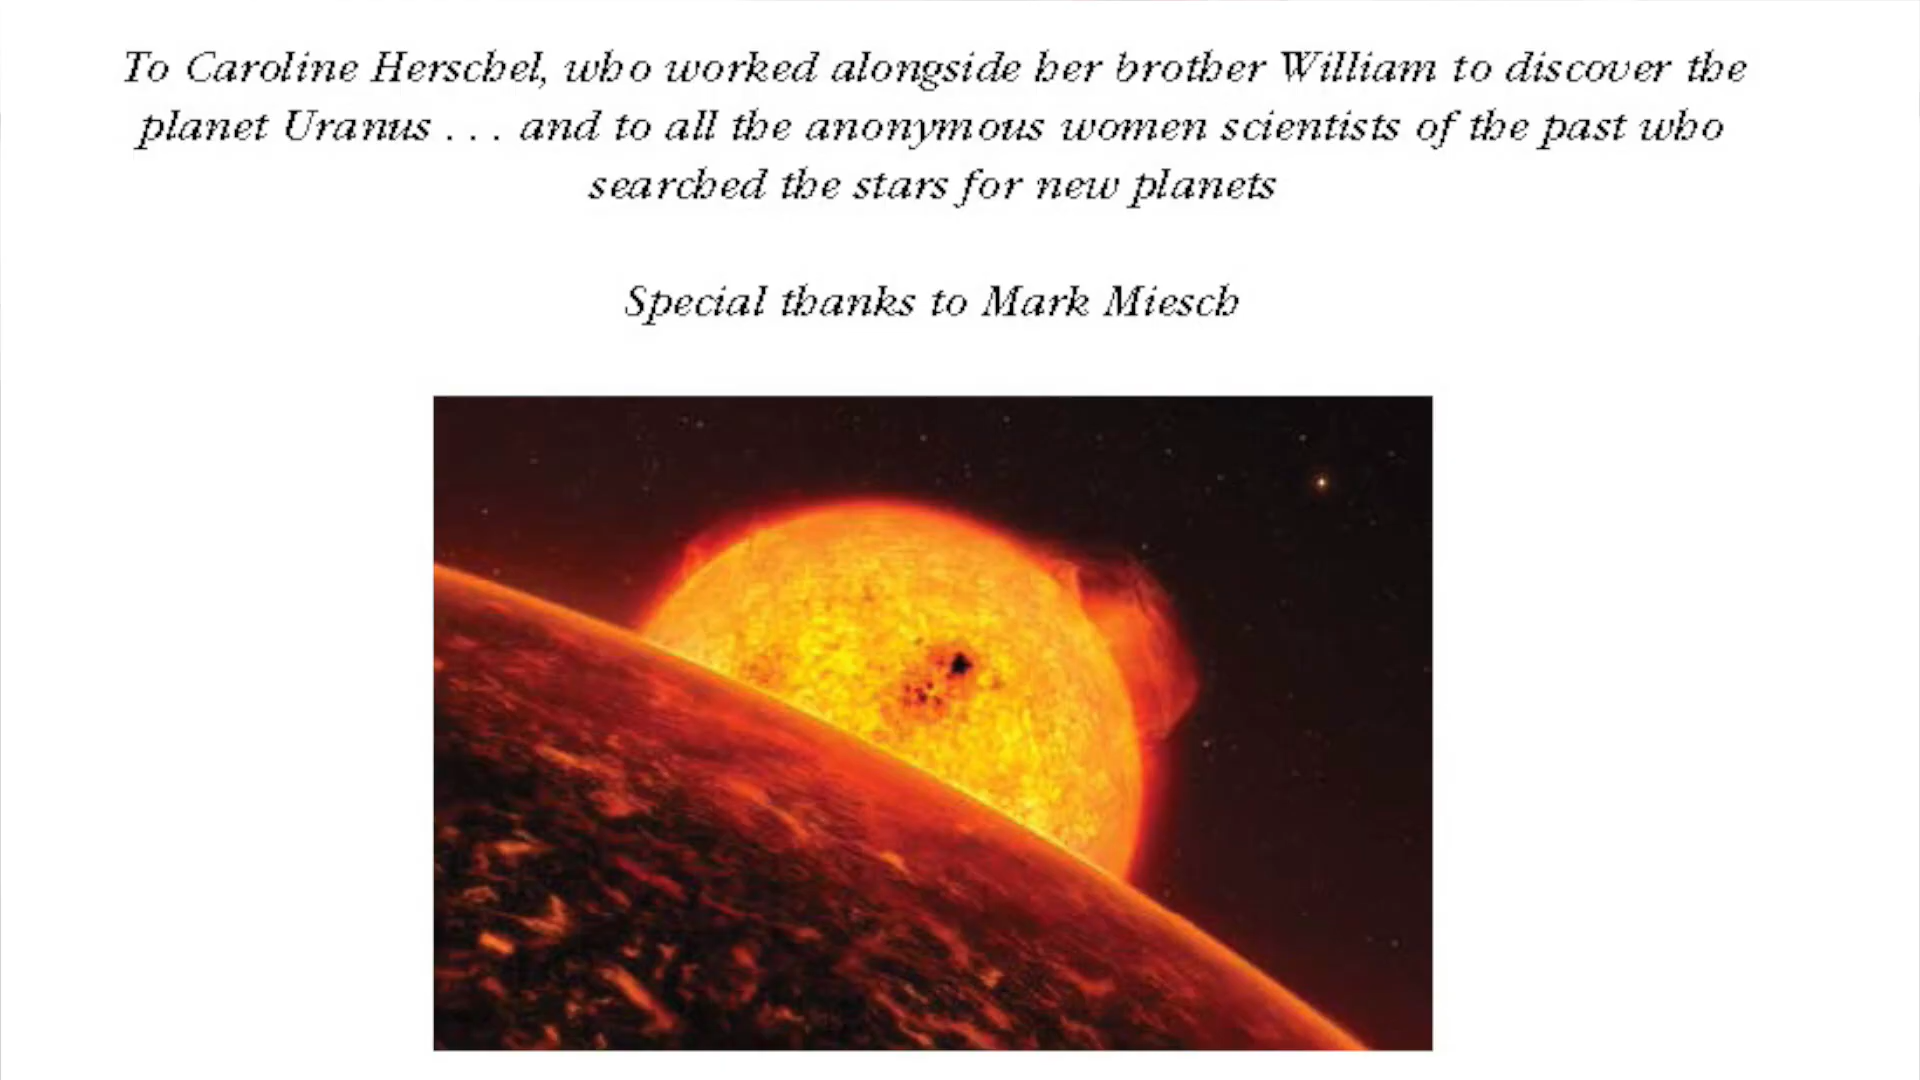 To Caroline Herschel, who worked alongside her brother William to discover the
planet Uranus . . . and to all the anonymous women scientists of the past who
searched the stars for new planets
Special thanks to Mark Miesch